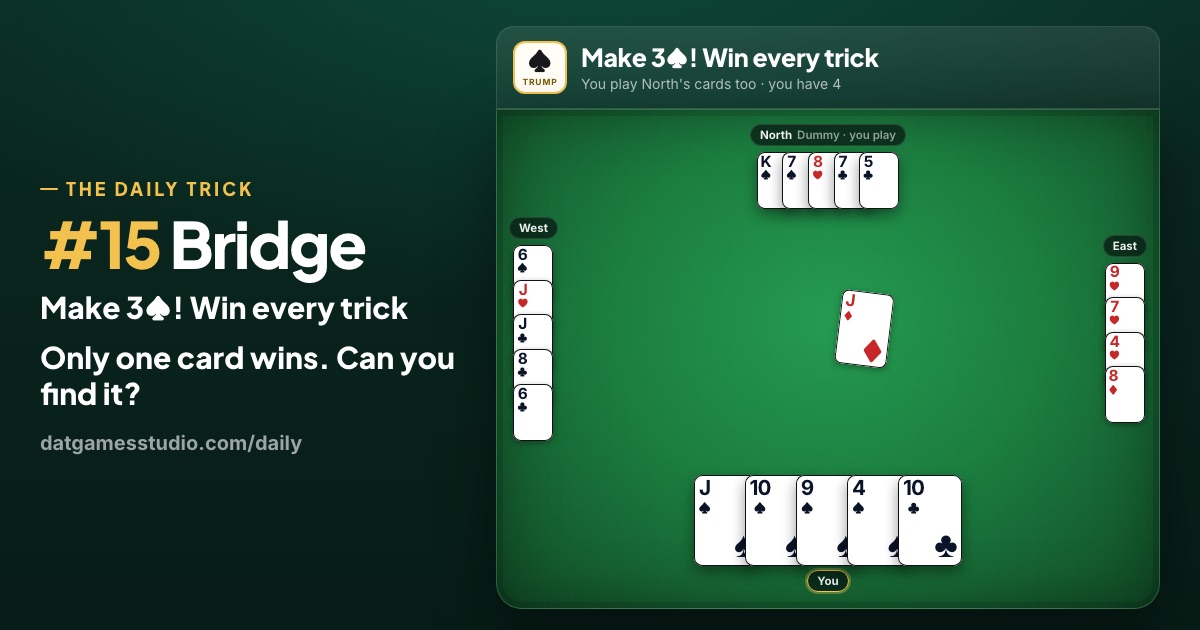 — THE DAILY TRICK
#15 Bridge
Make 3♠! Win every trick
Only one card wins. Can you
find it?
datgamesstudio.com/daily
♠
TRUMP
Make 3♠! Win every trick
You play North's cards too · you have 4
North Dummy · you play
K♠ 7♠ 8♥ 7♣ 5♣
West
6♠
J♥
J♣
8♣
6♣
East
9♥
7♥
4♥
8♦
J♦
J♠ 10♠ 9♠ 4♠ 10♣
You